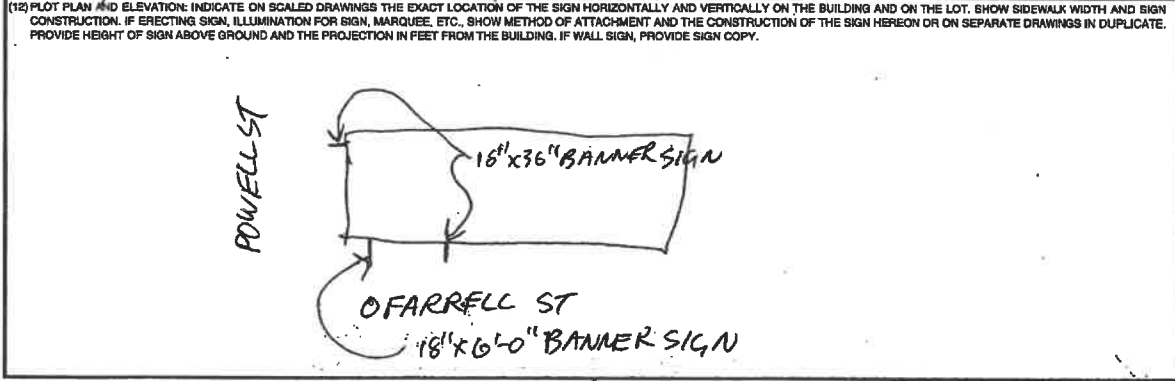 (12) PLOT PLAN AND ELEVATION: INDICATE ON SCALED DRAWINGS THE EXACT LOCATION OF THE SIGN HORIZONTALLY AND VERTICALLY ON THE BUILDING AND ON THE LOT. SHOW SIDEWALK WIDTH AND SIGN
CONSTRUCTION. IF ERECTING SIGN, ILLUMINATION FOR SIGN, MARQUEE, ETC., SHOW METHOD OF ATTACHMENT AND THE CONSTRUCTION OF THE SIGN HEREON OR ON SEPARATE DRAWINGS IN DUPLICATE.
PROVIDE HEIGHT OF SIGN ABOVE GROUND AND THE PROJECTION IN FEET FROM THE BUILDING. IF WALL SIGN, PROVIDE SIGN COPY.
POWELL ST
16"x36" BANNER SIGN
OFARRELL ST
18"x6'-0" BANNER SIGN